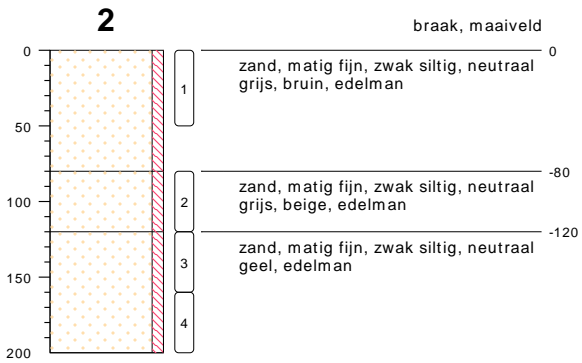 2
braak, maaiveld
0
0
zand, matig fijn, zwak siltig, neutraal
grijs, bruin, edelman
1
50
-80
zand, matig fijn, zwak siltig, neutraal
grijs, beige, edelman
2
100
-120
zand, matig fijn, zwak siltig, neutraal
geel, edelman
3
150
4
200